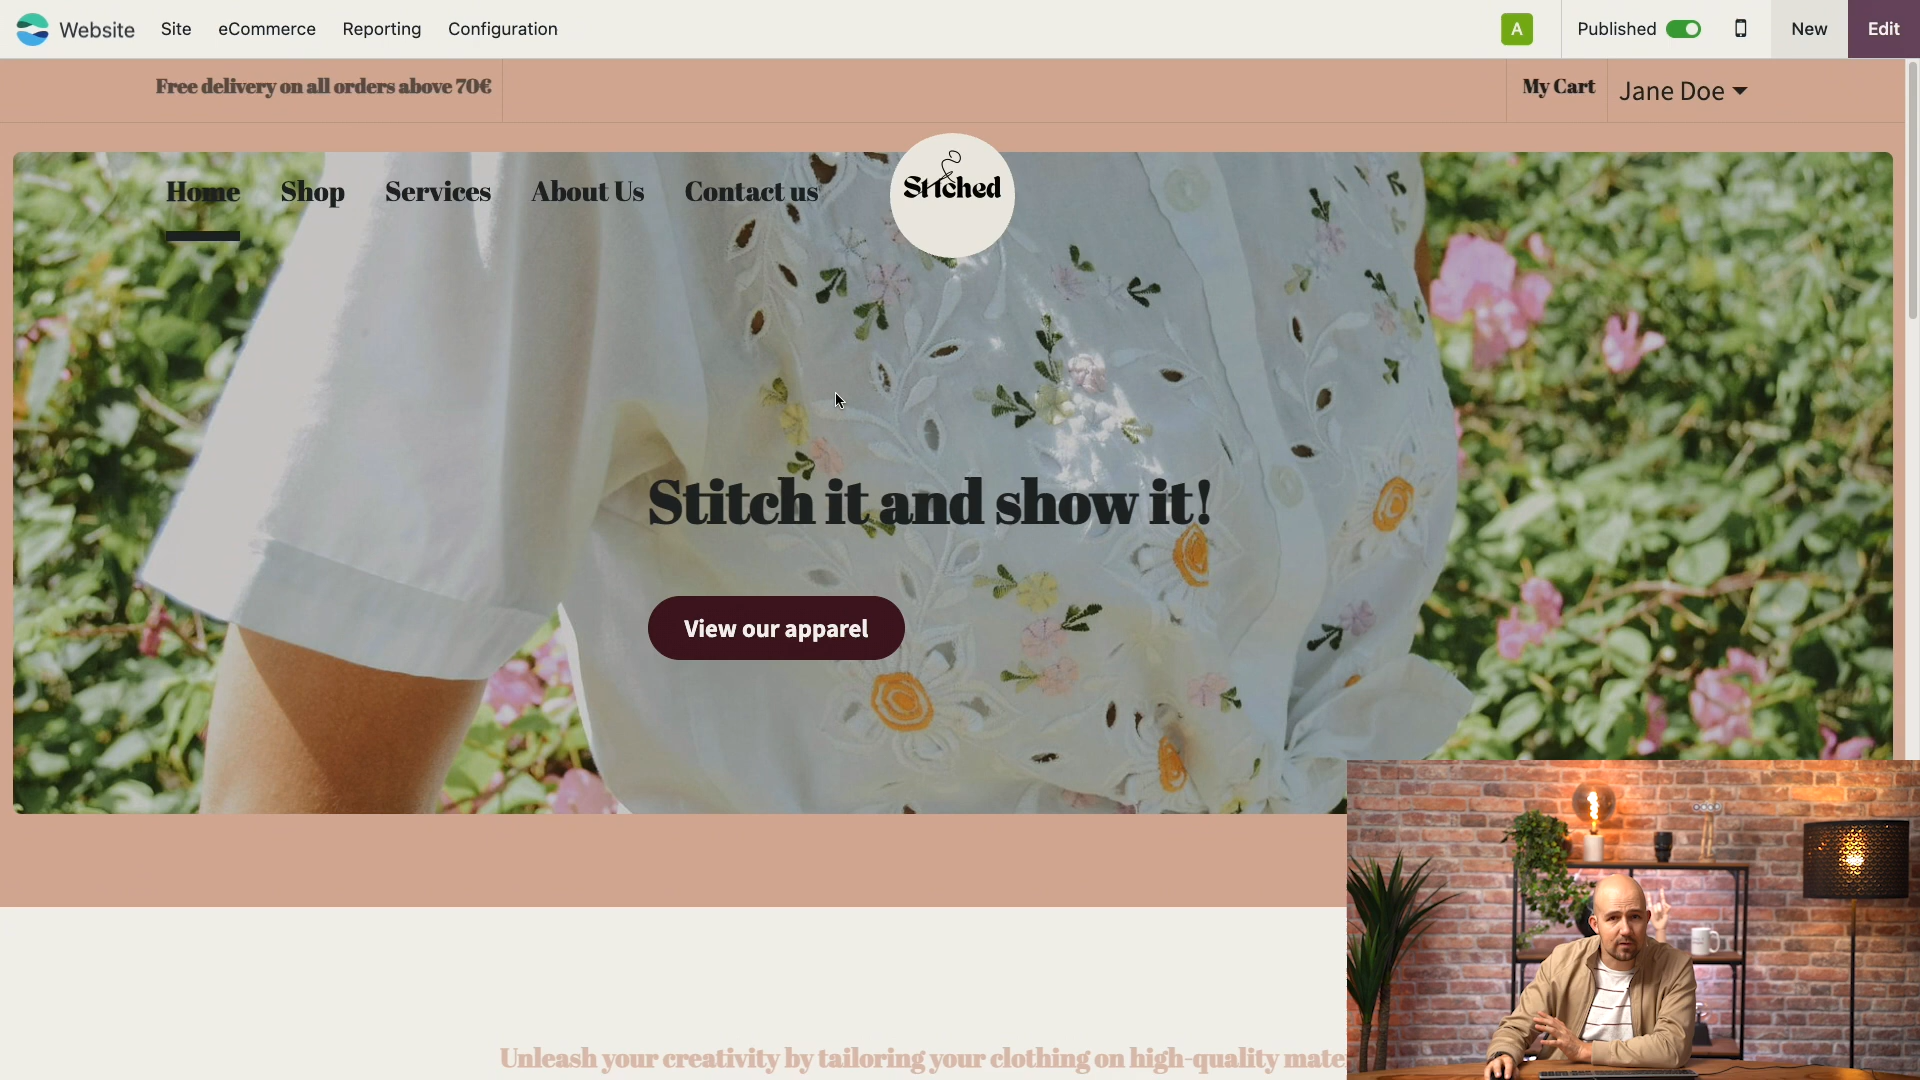 Website Site eCommerce Reporting Configuration A Published New Edit
Free delivery on all orders above 70€ My Cart Jane Doe
Home Shop Services About Us Contact us Stitched
Stitch it and show it!
View our apparel
Unleash your creativity by tailoring your clothing on high-quality mate